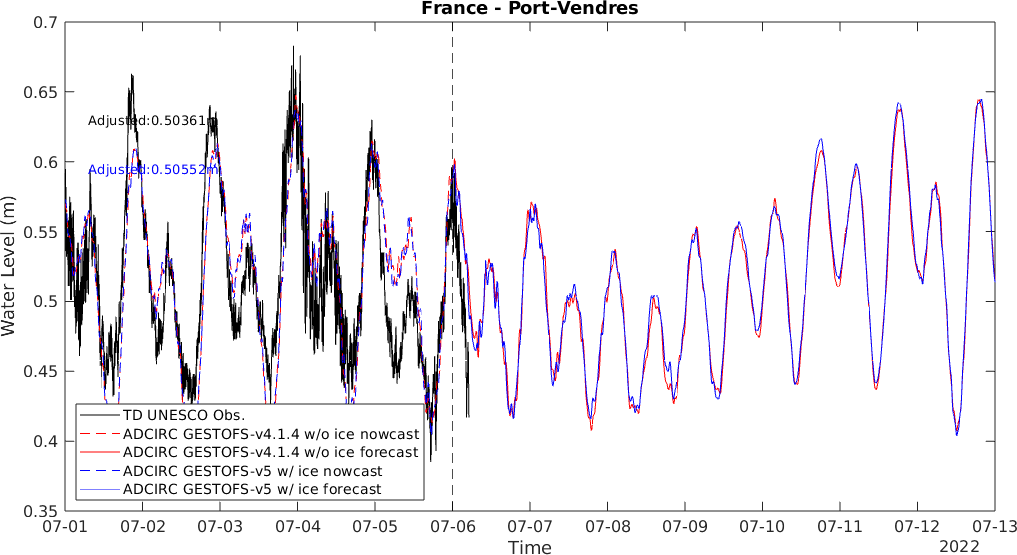 France - Port-Vendres
0.7
0.65
0.6
0.55
0.5
0.45
0.4
0.35
Water Level (m)
Adjusted:0.50361m
Adjusted:0.50552m
TD UNESCO Obs.
ADCIRC GESTOFS-v4.1.4 w/o ice nowcast
ADCIRC GESTOFS-v4.1.4 w/o ice forecast
ADCIRC GESTOFS-v5 w/ ice nowcast
ADCIRC GESTOFS-v5 w/ ice forecast
07-01 07-02 07-03 07-04 07-05 07-06 07-07 07-08 07-09 07-10 07-11 07-12 07-13
Time
2022